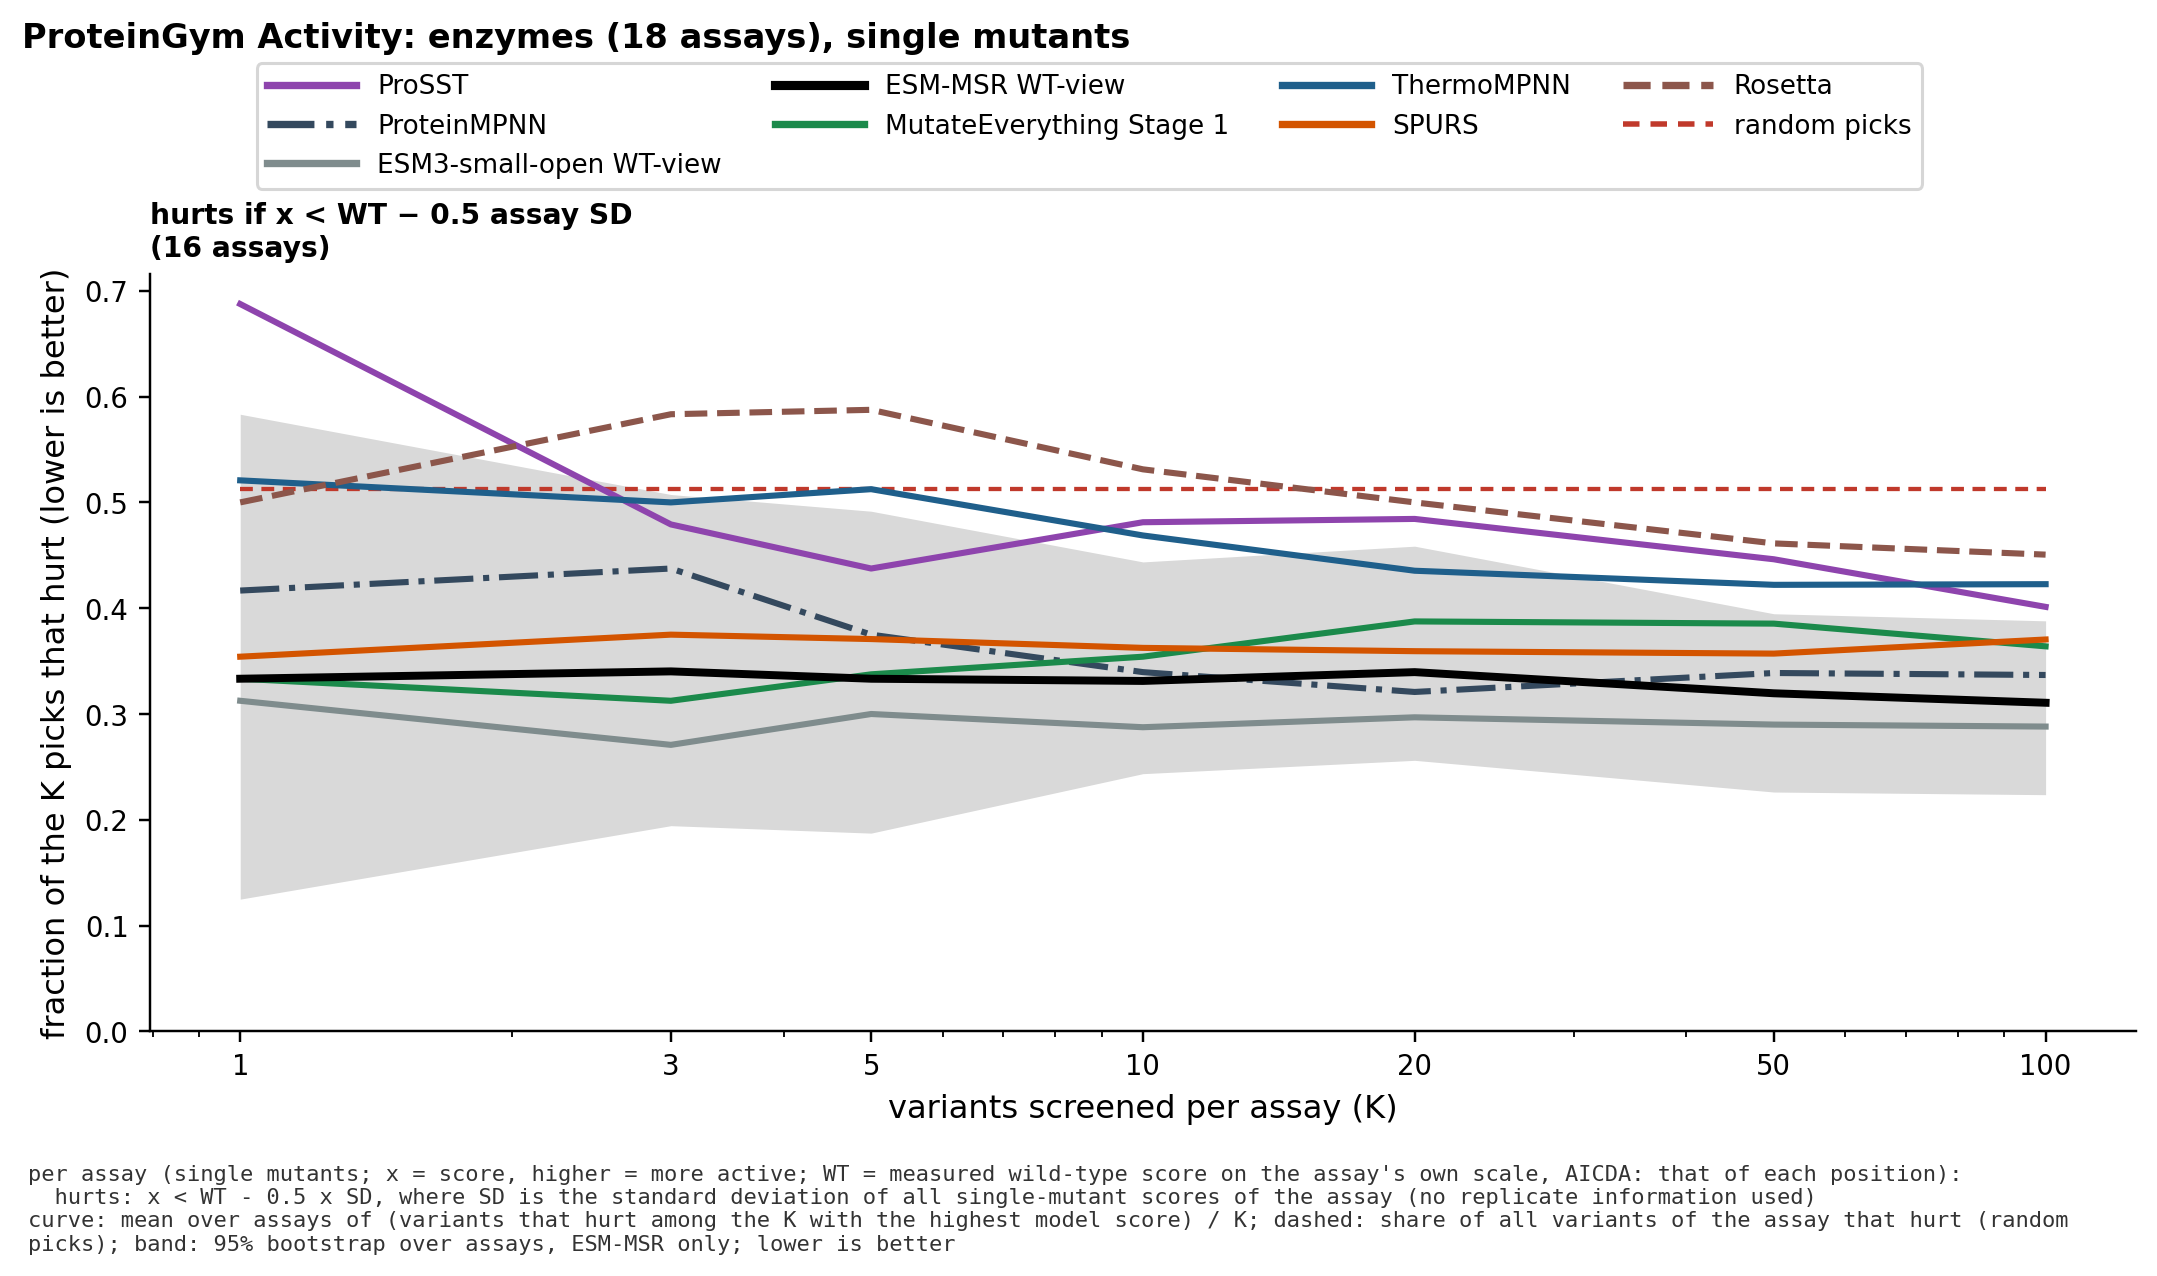 ProteinGym Activity: enzymes (18 assays), single mutants
ProSST
ProteinMPNN
ESM3-small-open WT-view
ESM-MSR WT-view
MutateEverything Stage 1
ThermoMPNN
SPURS
Rosetta
random picks
hurts if x < WT − 0.5 assay SD
(16 assays)
fraction of the K picks that hurt (lower is better)
0.7
0.6
0.5
0.4
0.3
0.2
0.1
0.0
1
3
5
10
20
50
100
variants screened per assay (K)
per assay (single mutants; x = score, higher = more active; WT = measured wild-type score on the assay's own scale, AICDA: that of each position):
  hurts: x < WT - 0.5 x SD, where SD is the standard deviation of all single-mutant scores of the assay (no replicate information used)
curve: mean over assays of (variants that hurt among the K with the highest model score) / K; dashed: share of all variants of the assay that hurt (random
picks); band: 95% bootstrap over assays, ESM-MSR only; lower is better